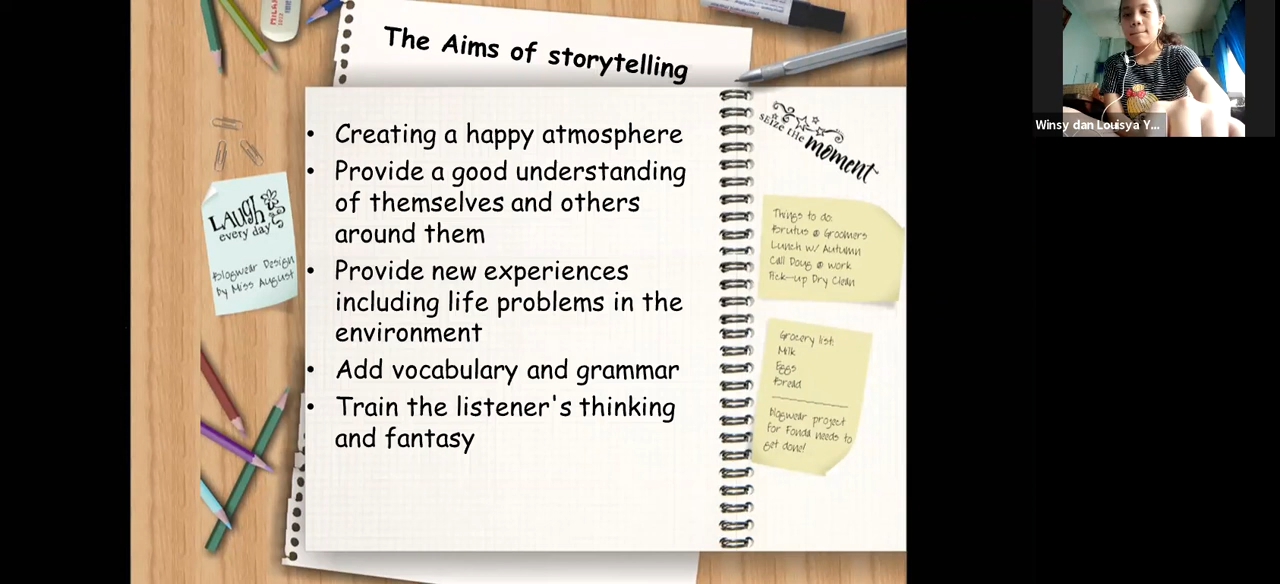 The Aims of storytelling
• Creating a happy atmosphere
• Provide a good understanding
of themselves and others
around them
• Provide new experiences
including life problems in the
environment
• Add vocabulary and grammar
• Train the listener's thinking
and fantasy
seize the
moment
Things to do:
Brutus @ Groomers
Lunch w/ Autumn
Call Doug @ work
Pick-up Dry Clean
Grocery list:
Milk
Eggs
Bread
Blogwear project
for Fonda needs to
get done!
LAUGH
every day
Blogwear Design
by Miss August
MILAN
Winsy dan Louisya Y...